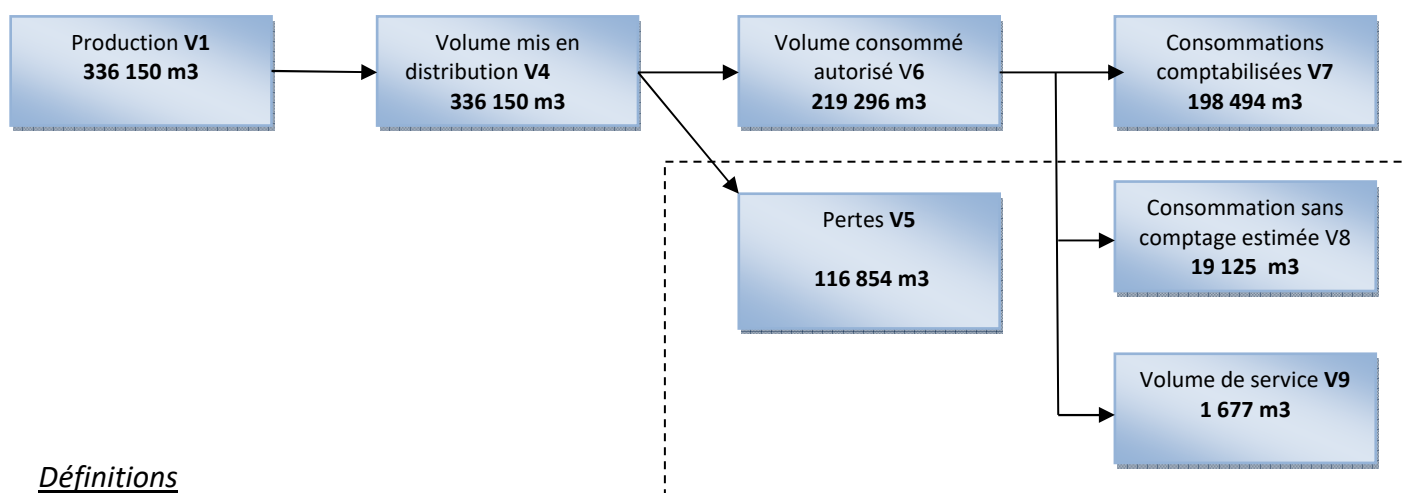 Production V1
336 150 m3
Volume mis en
distribution V4
336 150 m3
Volume consommé
autorisé V6
219 296 m3
Consommations
comptabilisées V7
198 494 m3
Pertes V5
116 854 m3
Consommation sans
comptage estimée V8
19 125 m3
Volume de service V9
1 677 m3
Définitions